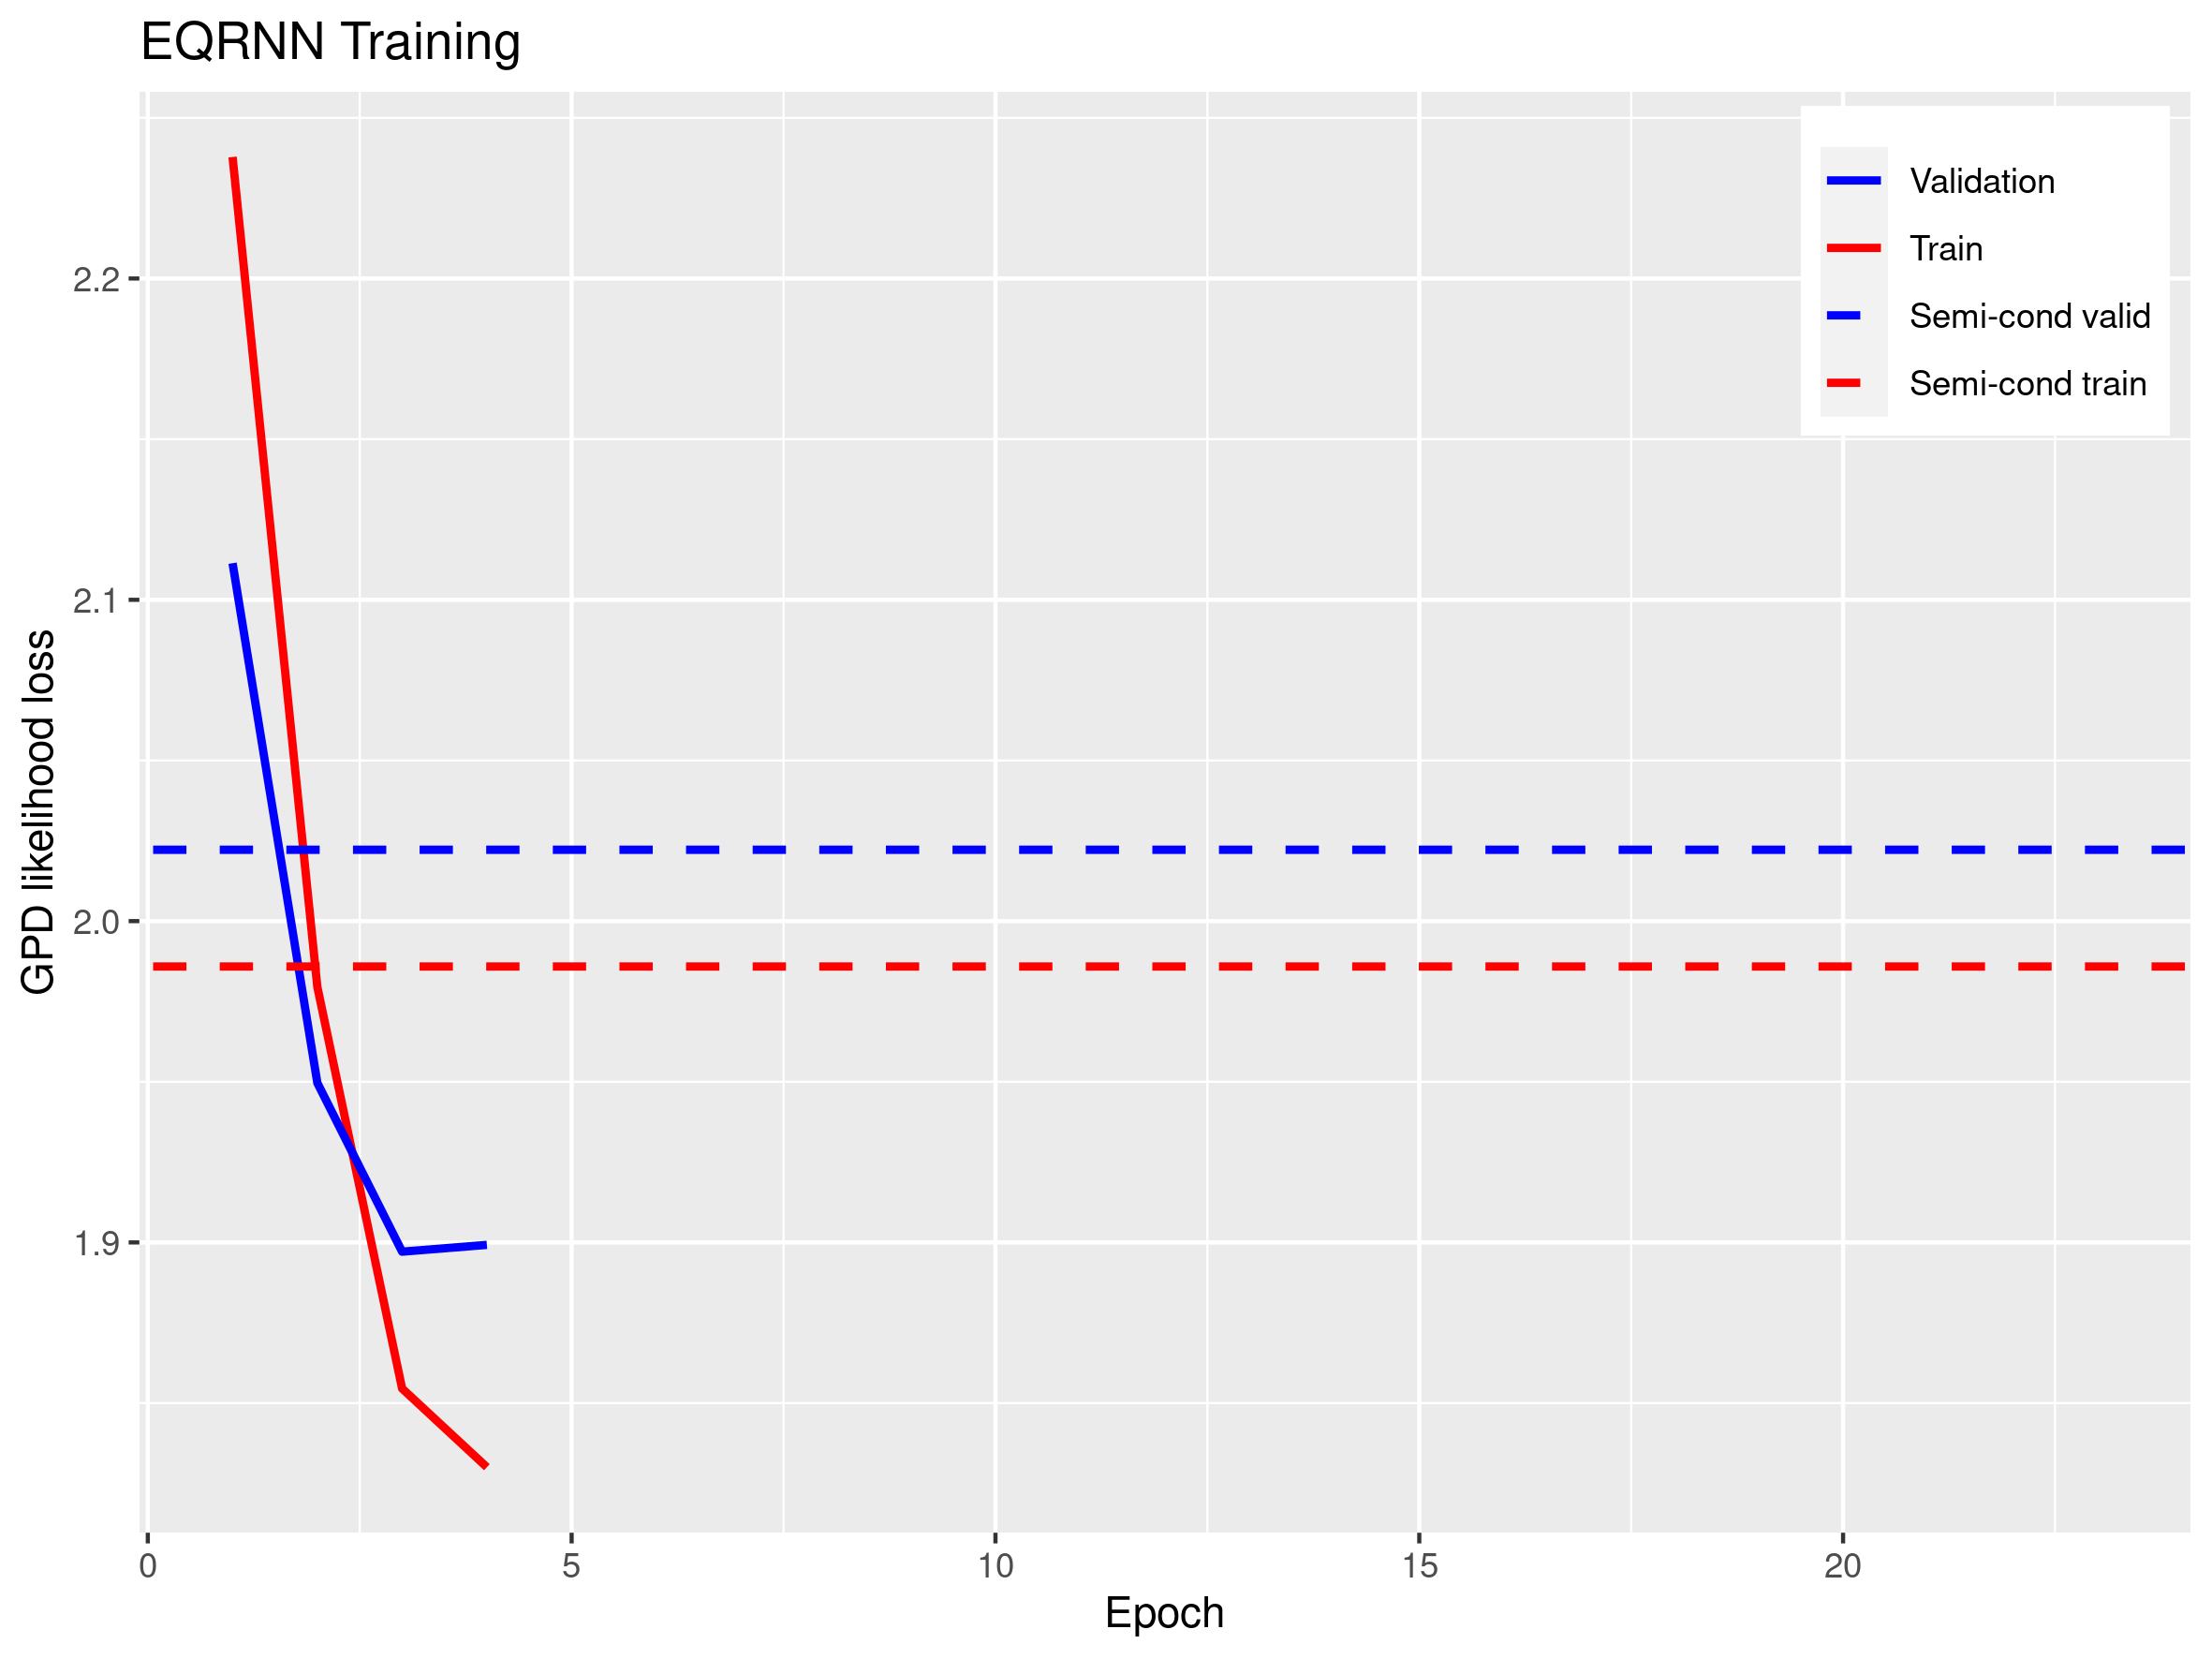 EQRNN Training
Validation
Train
Semi-cond valid
Semi-cond train
GPD likelihood loss
2.2
2.1
2.0
1.9
0 5 10 15 20
Epoch